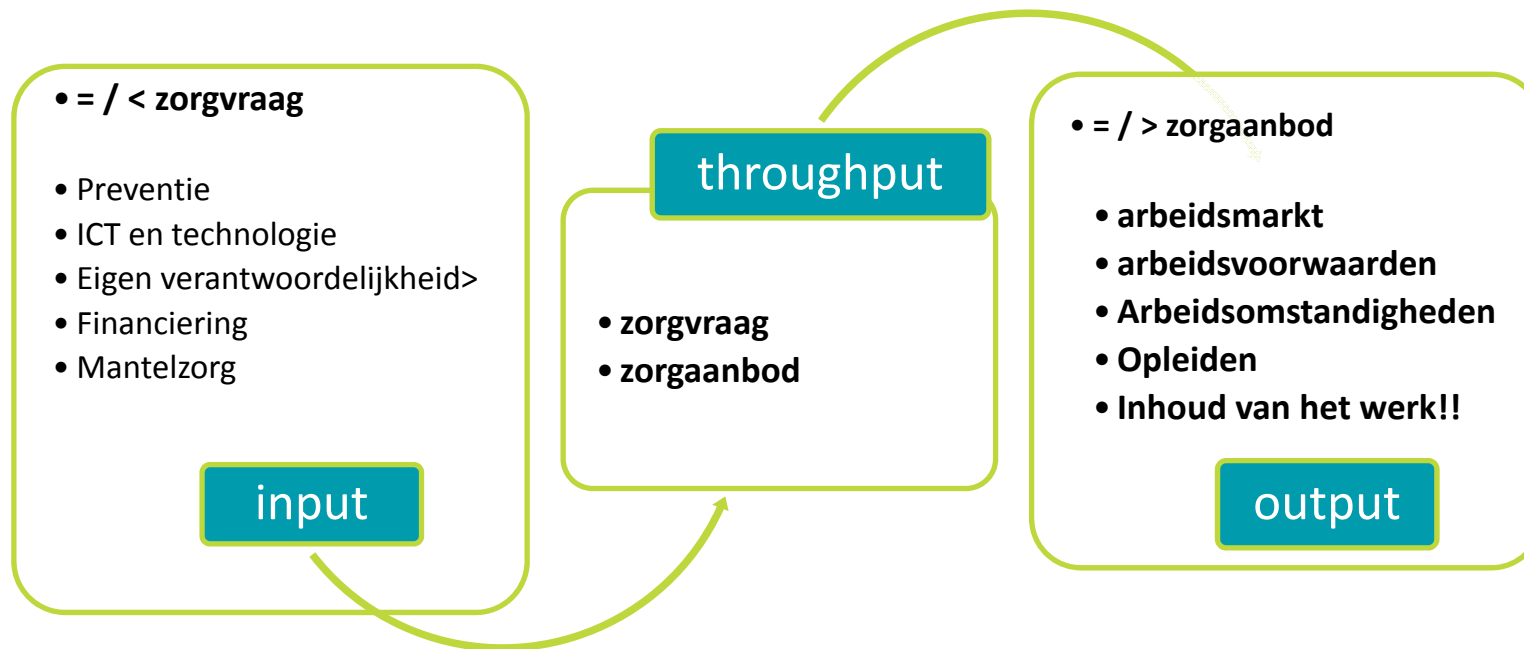 • = / < zorgvraag
• Preventie
• ICT en technologie
• Eigen verantwoordelijkheid>
• Financiering
• Mantelzorg
input
throughput
• zorgvraag
• zorgaanbod
• = / > zorgaanbod
• arbeidsmarkt
• arbeidsvoorwaarden
• Arbeidsomstandigheden
• Opleiden
• Inhoud van het werk!!
output